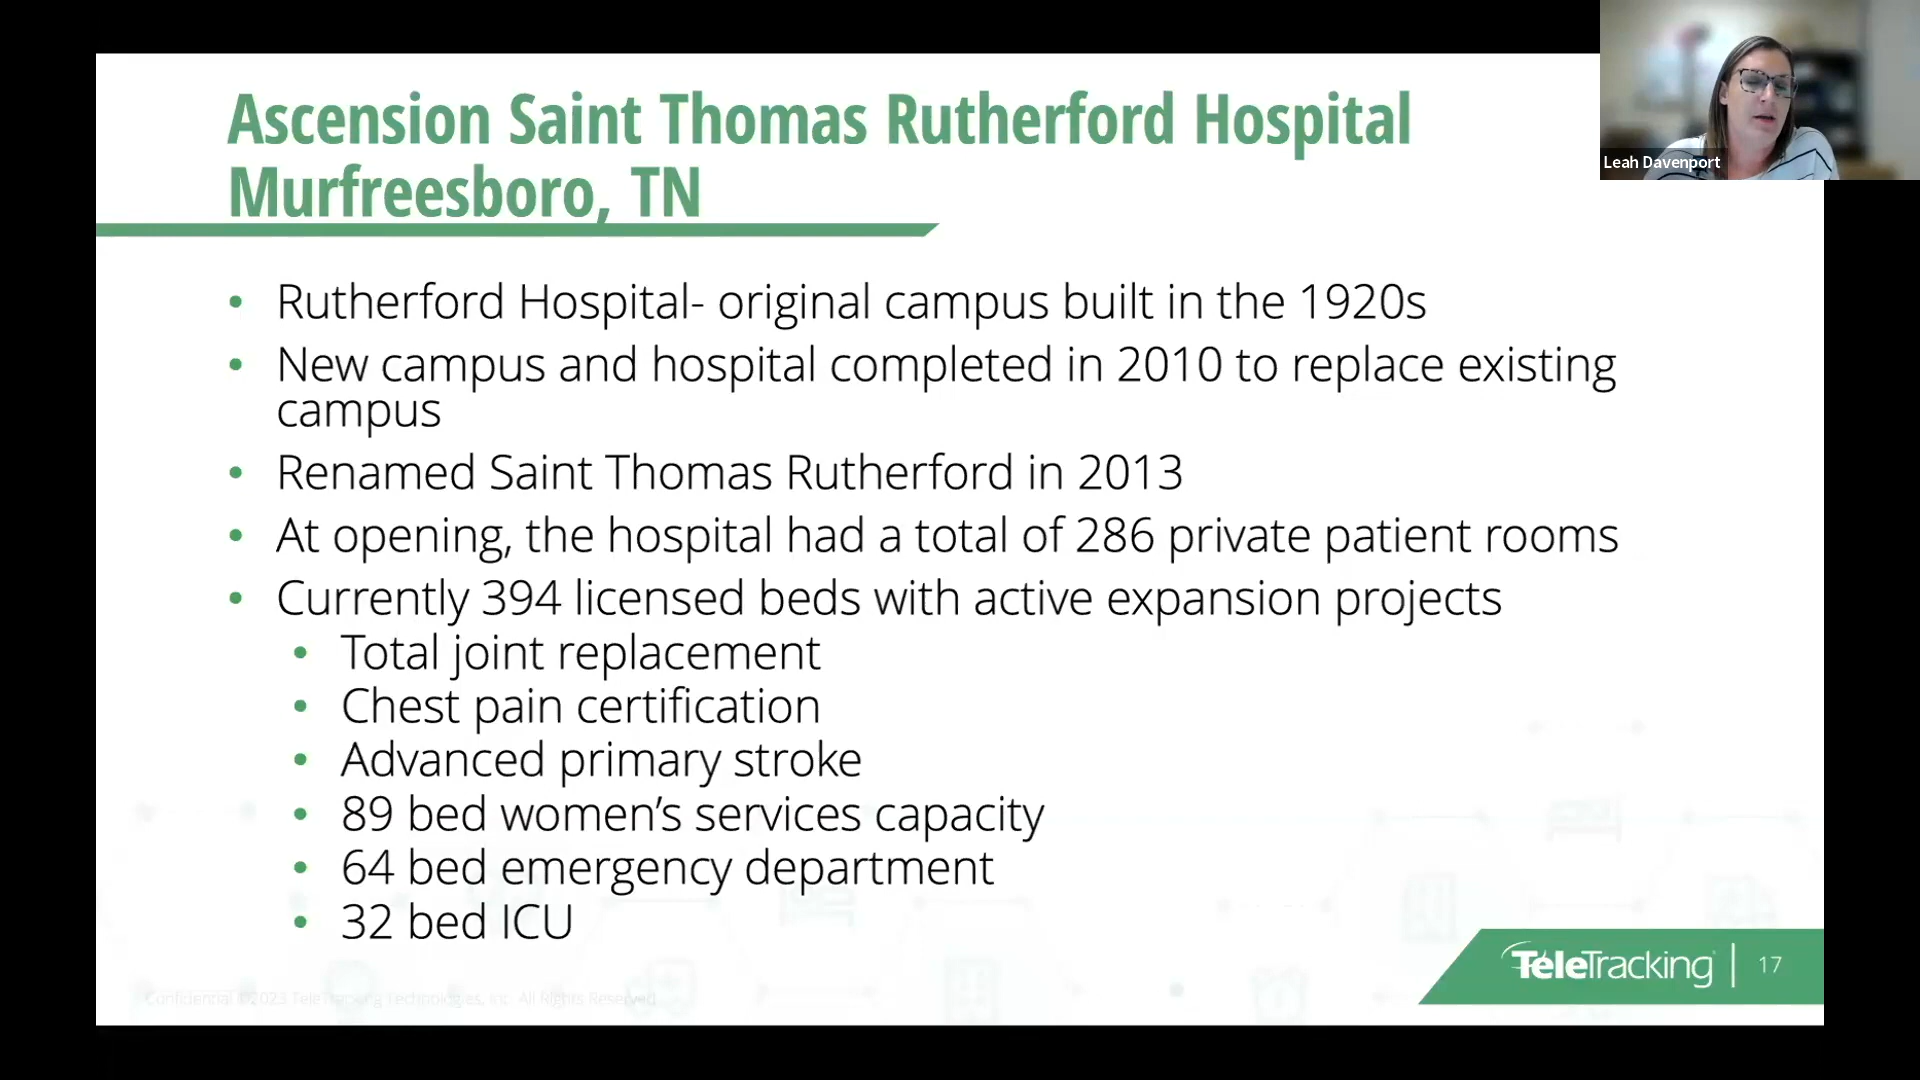 Ascension Saint Thomas Rutherford Hospital
Murfreesboro, TN
Leah Davenport
• Rutherford Hospital- original campus built in the 1920s
• New campus and hospital completed in 2010 to replace existing
campus
• Renamed Saint Thomas Rutherford in 2013
• At opening, the hospital had a total of 286 private patient rooms
• Currently 394 licensed beds with active expansion projects
• Total joint replacement
• Chest pain certification
• Advanced primary stroke
• 89 bed women’s services capacity
• 64 bed emergency department
• 32 bed ICU
TeleTracking | 17
Confidential ©2023 TeleTracking Technologies, Inc. All Rights Reserved